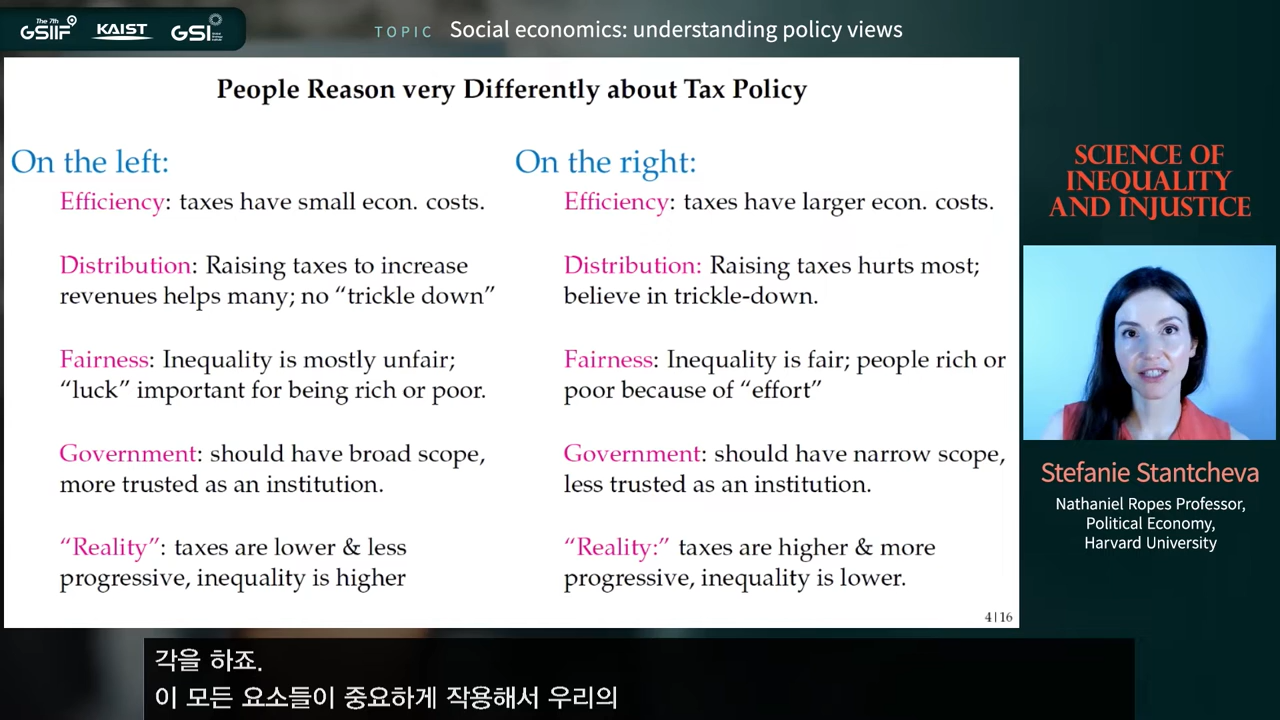 The 7th
GSIIF
KAIST
GSI
TOPIC Social economics: understanding policy views
People Reason very Differently about Tax Policy
On the left:
Efficiency: taxes have small econ. costs.
Distribution: Raising taxes to increase
revenues helps many; no “trickle down”
Fairness: Inequality is mostly unfair;
“luck” important for being rich or poor.
Government: should have broad scope,
more trusted as an institution.
“Reality”: taxes are lower & less
progressive, inequality is higher
On the right:
Efficiency: taxes have larger econ. costs.
Distribution: Raising taxes hurts most;
believe in trickle-down.
Fairness: Inequality is fair; people rich or
poor because of “effort”
Government: should have narrow scope,
less trusted as an institution.
“Reality:” taxes are higher & more
progressive, inequality is lower.
4|16
SCIENCE OF
INEQUALITY
AND INJUSTICE
Stefanie Stantcheva
Nathaniel Ropes Professor,
Political Economy,
Harvard University
각을 하죠.
이 모든 요소들이 중요하게 작용해서 우리의